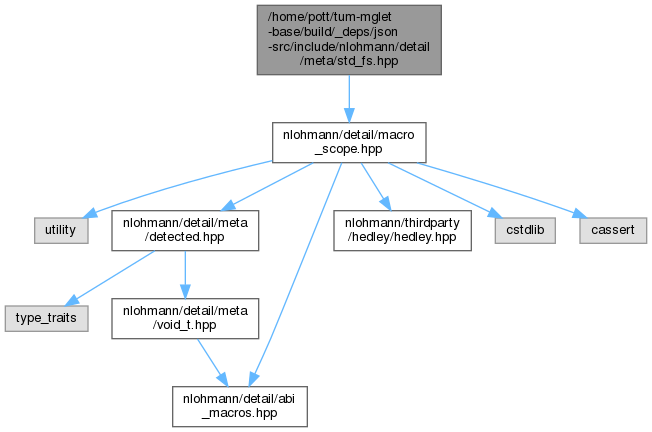 /home/pott/tum-mglet
-base/build/_deps/json
-src/include/nlohmann/detail
/meta/std_fs.hpp
nlohmann/detail/macro
_scope.hpp
utility
nlohmann/detail/meta
/detected.hpp
nlohmann/thirdparty
/hedley/hedley.hpp
cstdlib
cassert
type_traits
nlohmann/detail/meta
/void_t.hpp
nlohmann/detail/abi
_macros.hpp